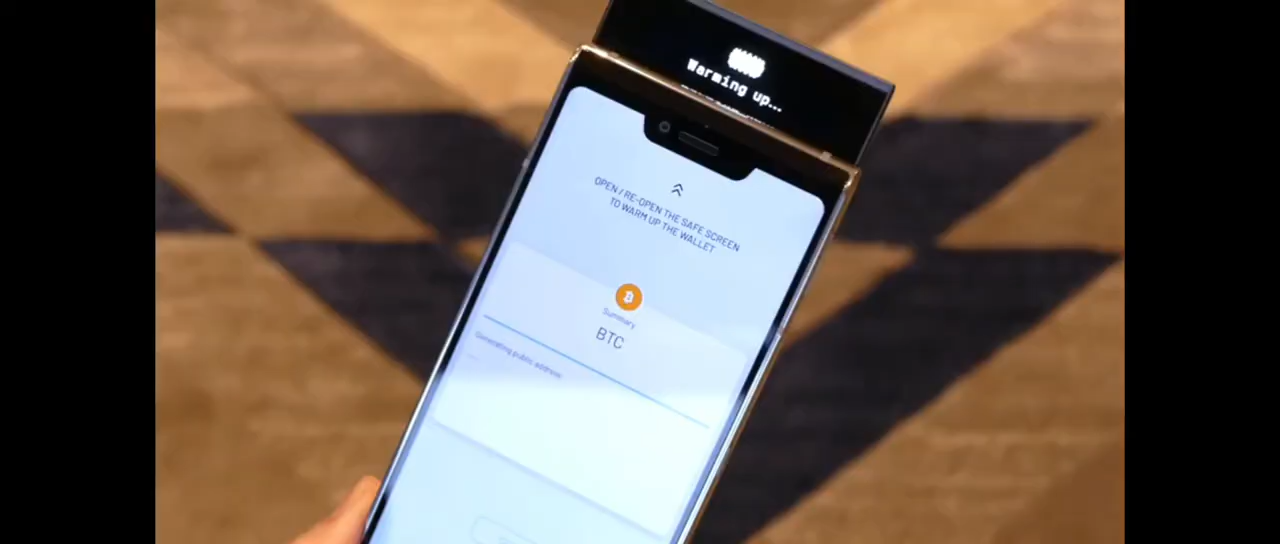 Warming up...
OPEN / RE-OPEN THE SAFE SCREEN
TO WARM UP THE WALLET
Summary
BTC
Generating public address